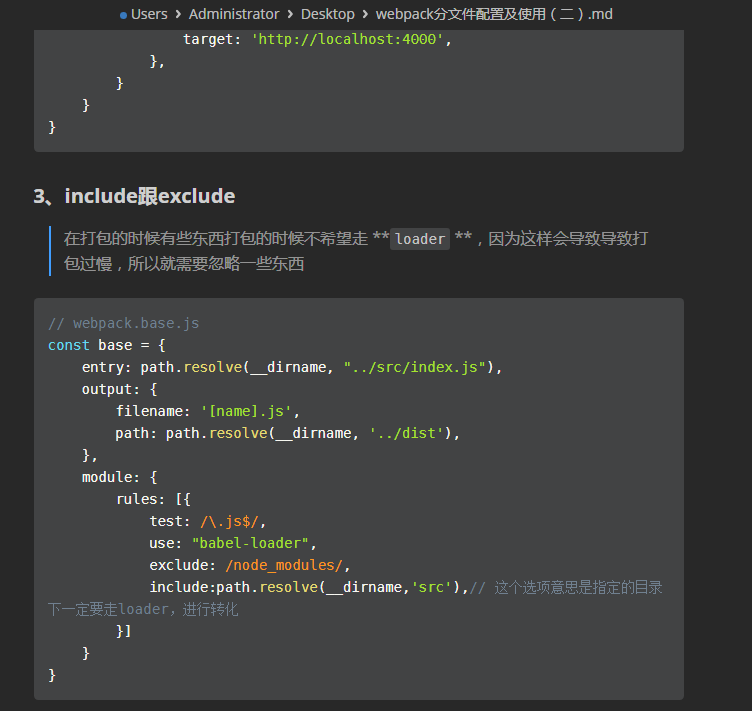 Users > Administrator > Desktop > webpack分文件配置及使用（二）.md
                target: 'http://localhost:4000',
            },
        }
    }
}
3、include跟exclude
在打包的时候有些东西打包的时候不希望走 **loader **，因为这样会导致导致打
包过慢，所以就需要忽略一些东西
// webpack.base.js
const base = {
    entry: path.resolve(__dirname, "../src/index.js"),
    output: {
        filename: '[name].js',
        path: path.resolve(__dirname, '../dist'),
    },
    module: {
        rules: [{
            test: /\.js$/,
            use: "babel-loader",
            exclude: /node_modules/,
            include:path.resolve(__dirname,'src'),// 这个选项意思是指定的目录
下一定要走loader，进行转化
        }]
    }
}